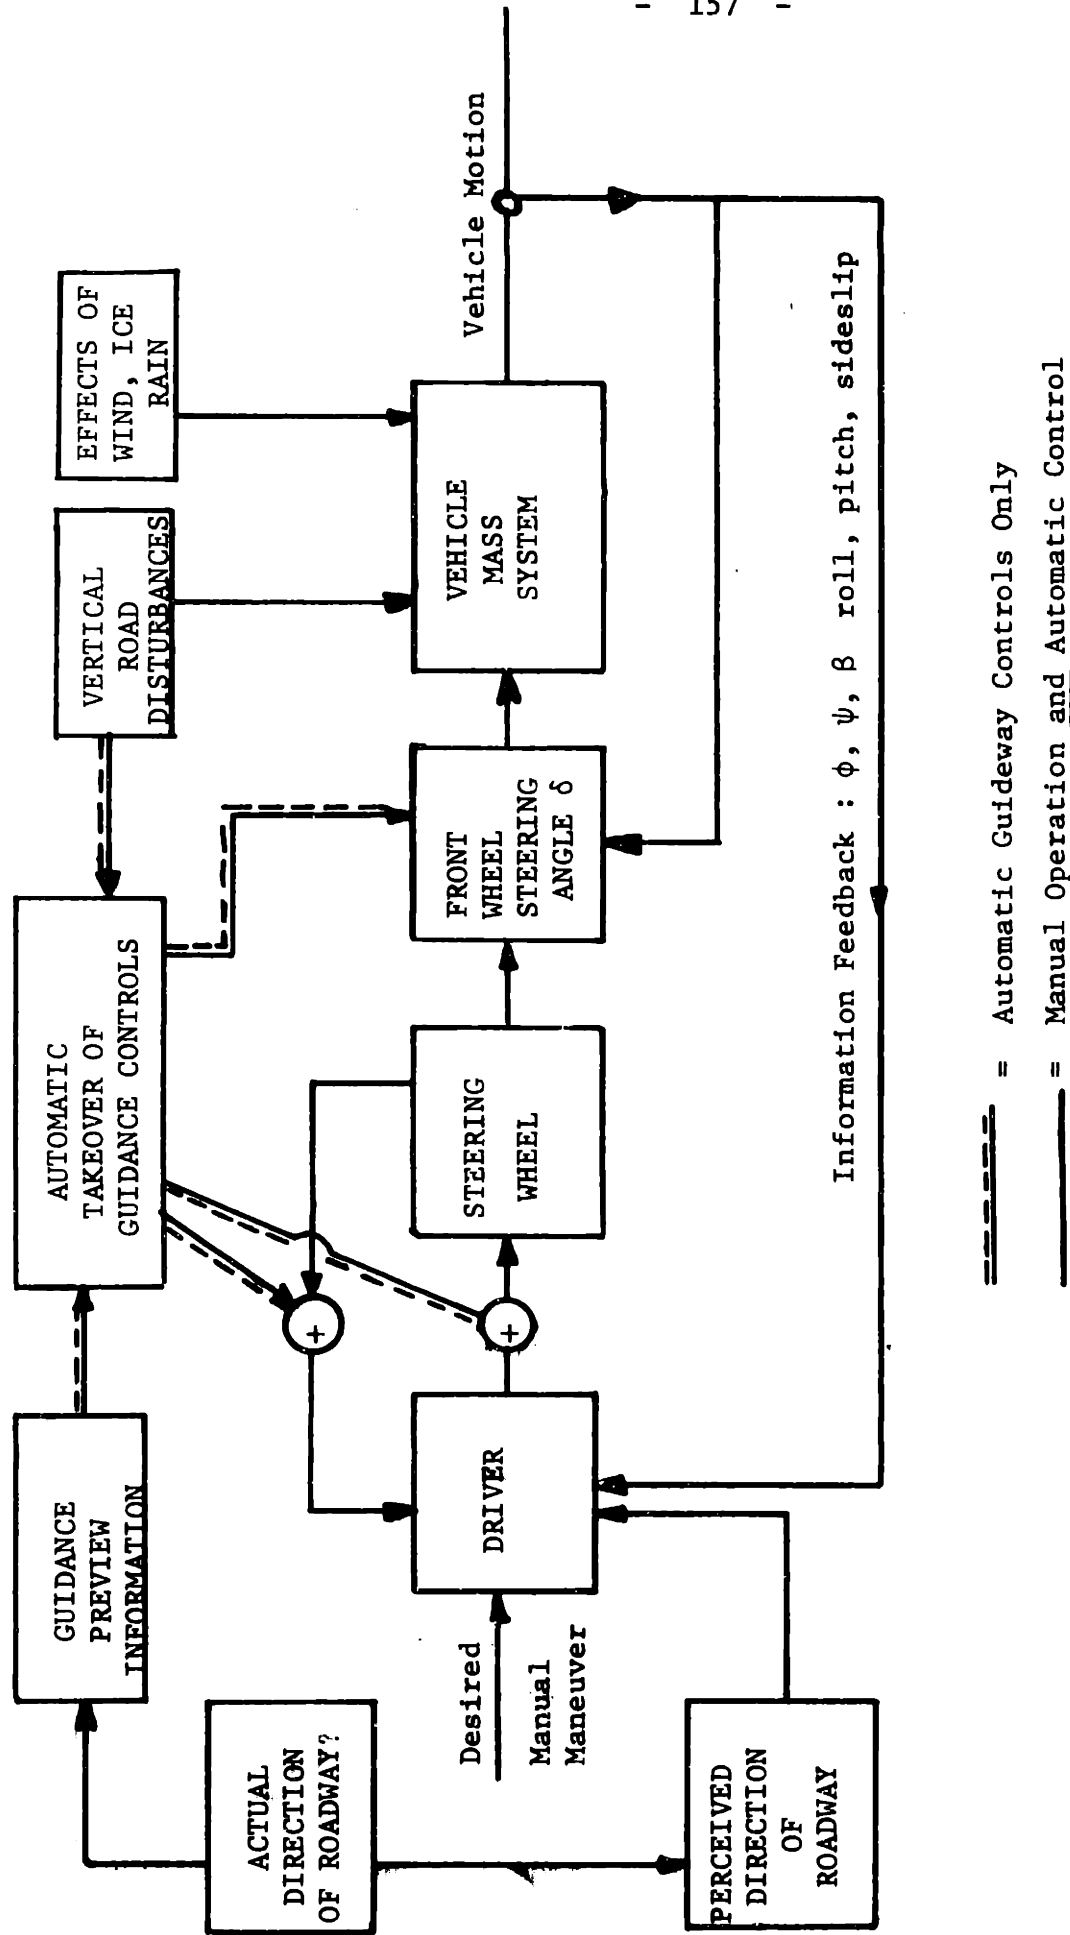 - 157 -
EFFECTS OF
WIND, ICE
RAIN
VERTICAL
ROAD
DISTURBANCES
AUTOMATIC
TAKEOVER OF
GUIDANCE CONTROLS
GUIDANCE
PREVIEW
INFORMATION
ACTUAL
DIRECTION
OF ROADWAY?
Desired
Manual
Maneuver
DRIVER
+
+
STEERING
WHEEL
FRONT
WHEEL
STEERING
ANGLE δ
VEHICLE
MASS
SYSTEM
Vehicle Motion
PERCEIVED
DIRECTION
OF
ROADWAY
Information Feedback : φ, ψ, β roll, pitch, sideslip
= Automatic Guideway Controls Only
= Manual Operation and Automatic Control